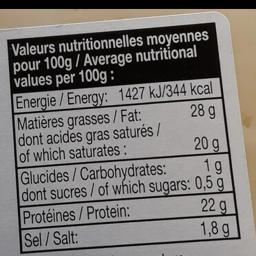 Valeurs nutritionnelles moyennes
pour 100g / Average nutritional
values per 100g :
Energie / Energy: 1427 kJ/344 kcal
Matières grasses / Fat: 28 g
dont acides gras saturés /
of which saturates : 20 g
Glucides / Carbohydrates: 1 g
dont sucres / of which sugars: 0,5 g
Protéines / Protein: 22 g
Sel / Salt: 1,8 g